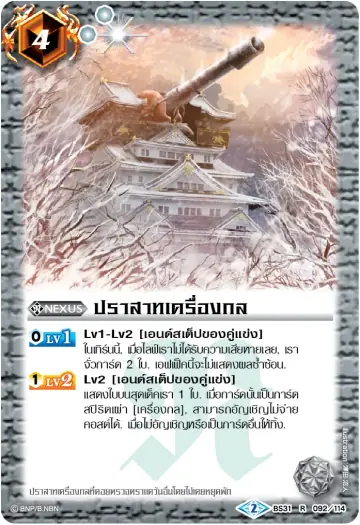 4
NEXUS ปราสาทเครื่องกล
0 LV1 Lv1-Lv2 [เอนด์สเต็ปของคู่แข่ง]
ในเทิร์นนี้, เมื่อไลฟ์เราไม่ได้รับความเสียหายเลย, เรา
จั่วการ์ด 2 ใบ. เอฟเฟ็คนี้จะไม่แสดงผลซ้ำซ้อน.
1 LV2 Lv2 [เอนด์สเต็ปของคู่แข่ง]
แสดงใบบนสุดเด็คเรา 1 ใบ. เมื่อการ์ดนั้นเป็นการ์ด
สปิริตเผ่า [เครื่องกล], สามารถอัญเชิญไม่จ่าย
คอสต์ได้. เมื่อไม่อัญเชิญหรือเป็นการ์ดอื่นให้ทิ้ง.
ปราสาทเครื่องกลที่คอยตรวจตราแดวันอื่นโดยไม่เคยหยุดพัก
© BNP/B.NBN 2 BS31 R 092/114